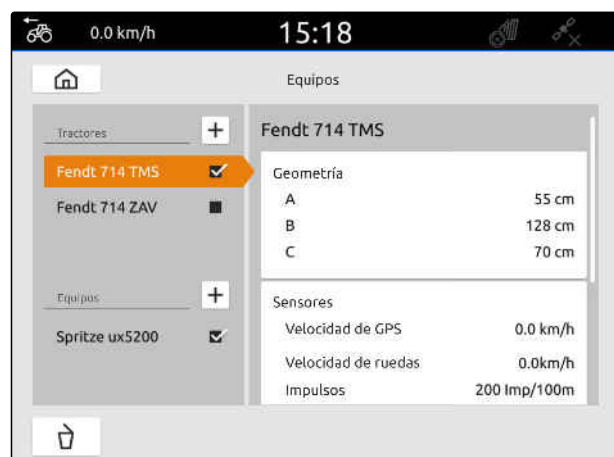 0.0 km/h 15:18
Equipos
Tractores
Fendt 714 TMS
Fendt 714 ZAV
Equipos
Spritze ux5200
Fendt 714 TMS
Geometría
A 55 cm
B 128 cm
C 70 cm
Sensores
Velocidad de GPS 0.0 km/h
Velocidad de ruedas 0.0km/h
Impulsos 200 Imp/100m